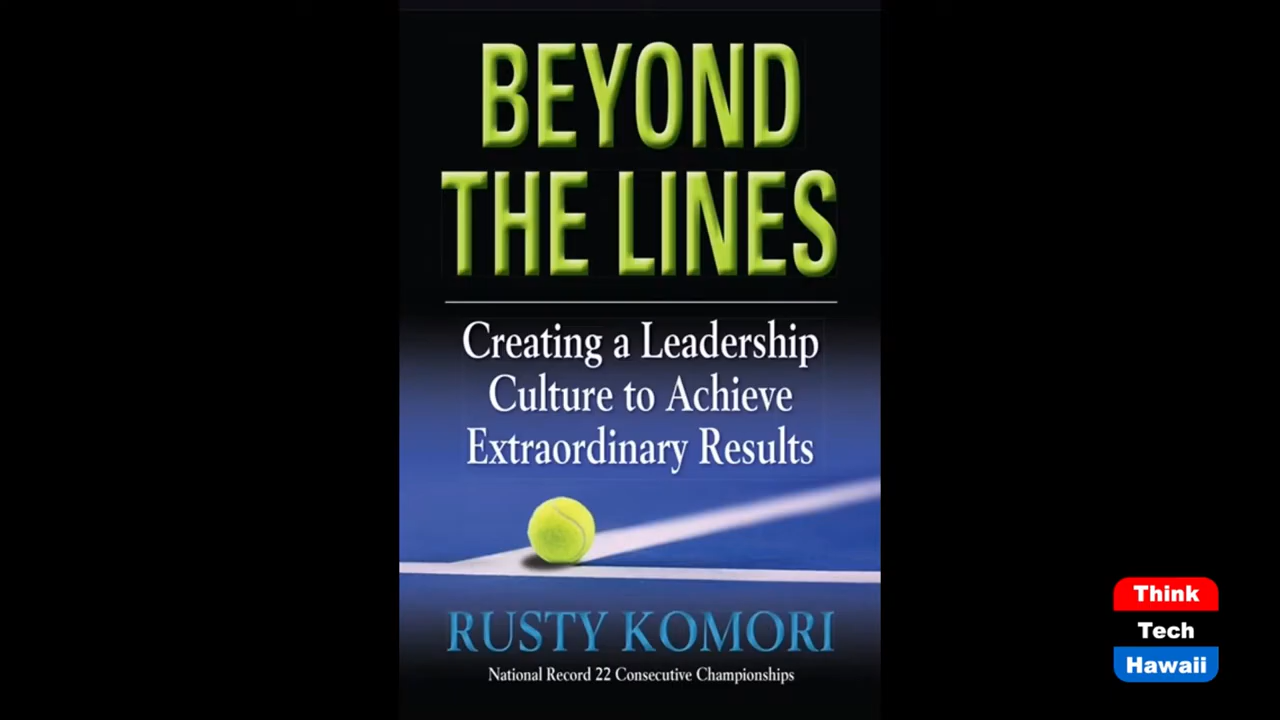 BEYOND
THE LINES
Creating a Leadership
Culture to Achieve
Extraordinary Results
RUSTY KOMORI
National Record 22 Consecutive Championships
Think
Tech
Hawaii